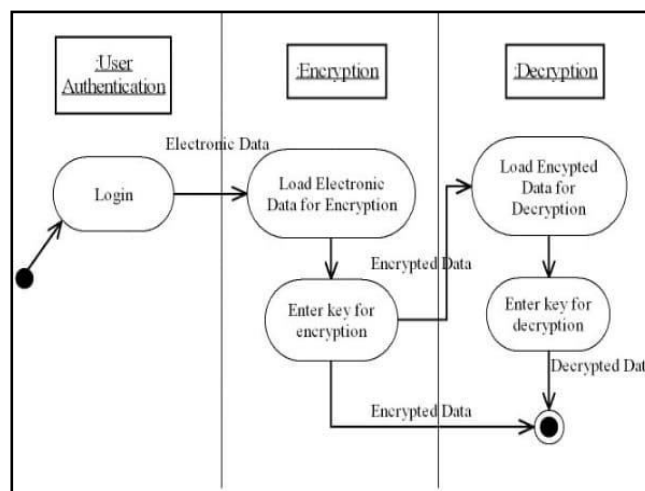 :User
Authentication
:Encryption
:Decryption
Electronic Data
Login
Load Electronic
Data for Encryption
Load Encypted
Data for
Decryption
Encrypted Data
Enter key for
encryption
Enter key for
decryption
Decrypted Dat
Encrypted Data